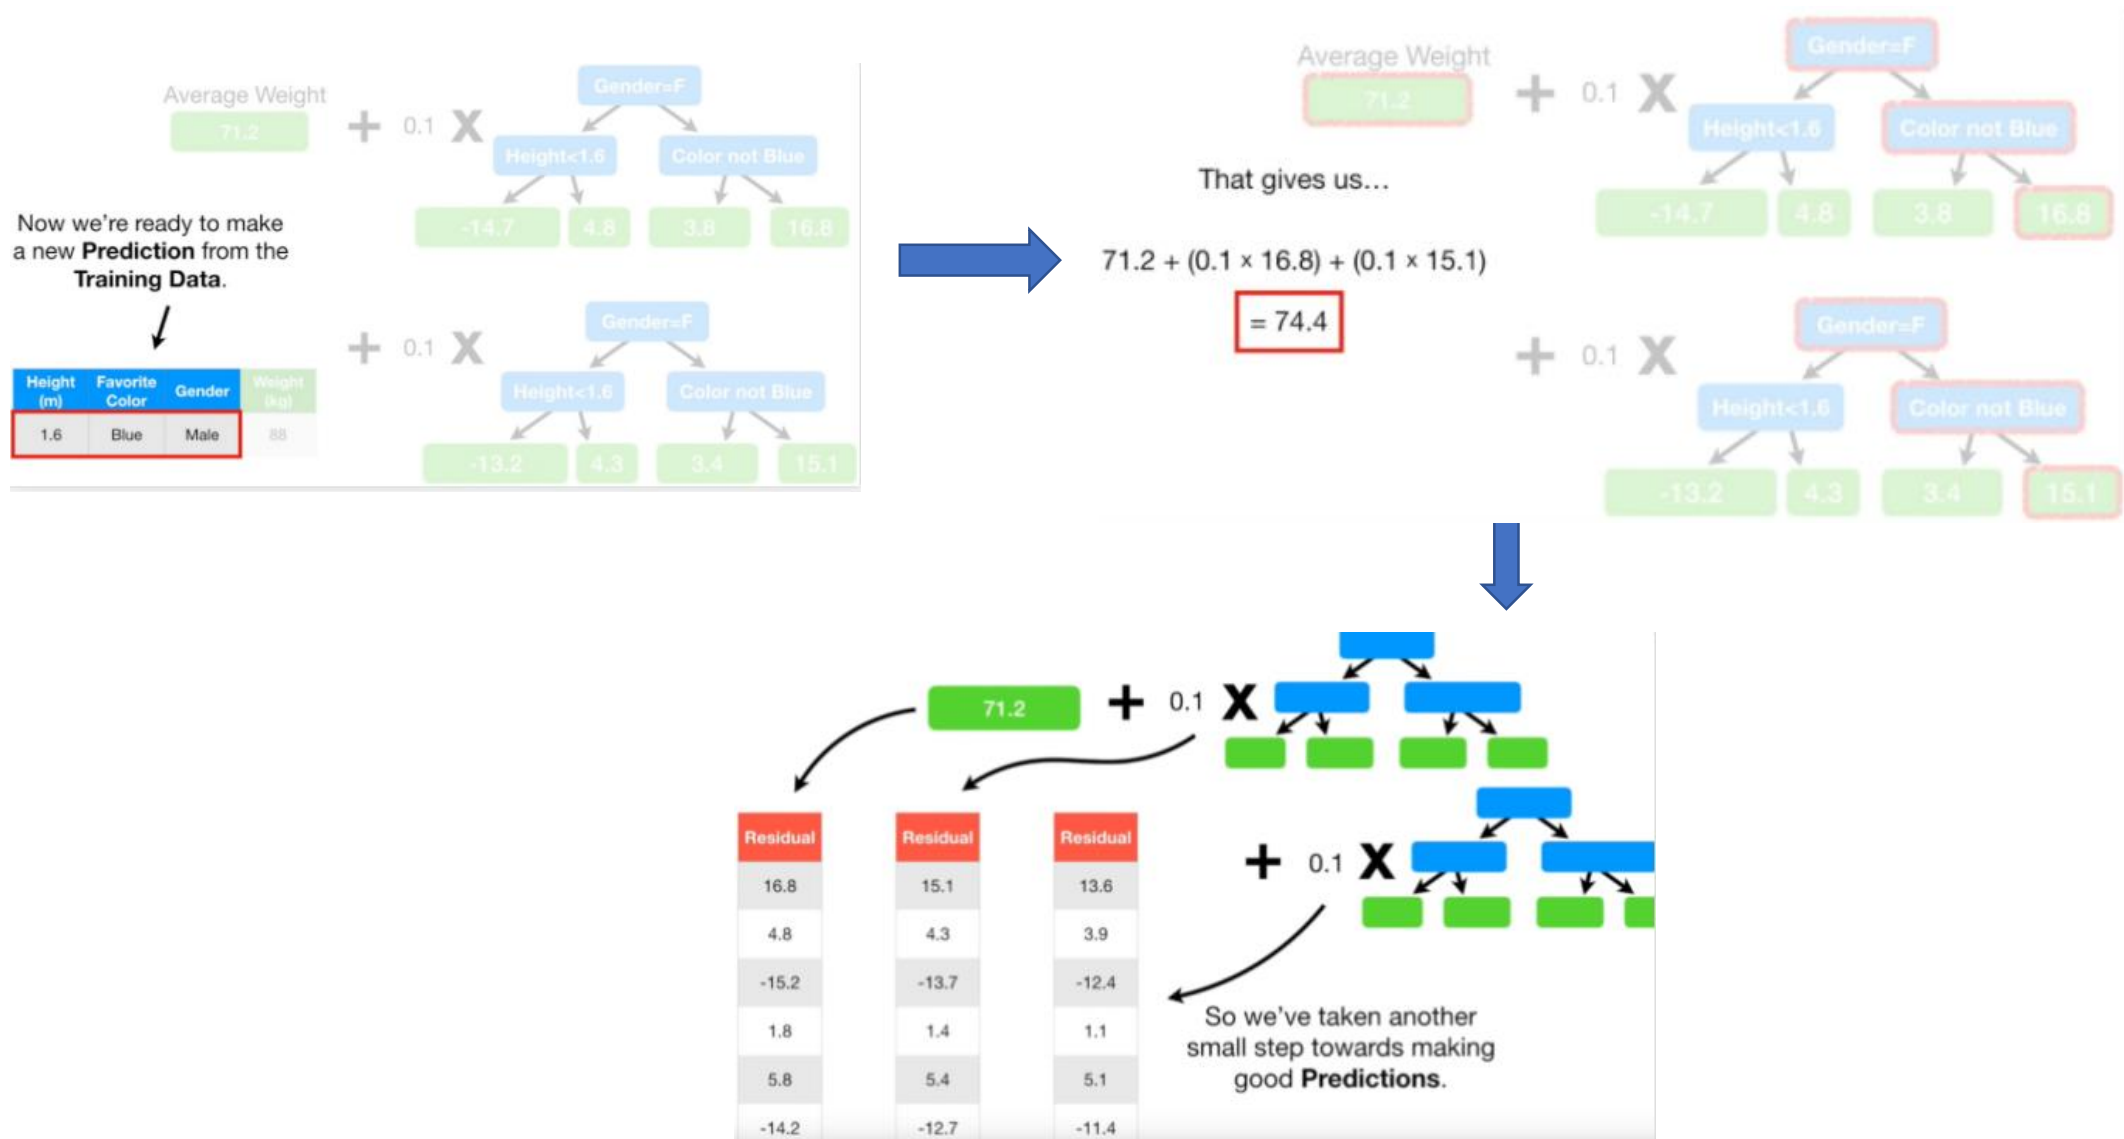 Average Weight
71.2
+ 0.1 X
Gender=F
Height<1.6 Color not Blue
-14.7 4.8 3.8 16.8
Now we're ready to make
a new Prediction from the
Training Data.
+ 0.1 X
Gender=F
Height<1.6 Color not Blue
-13.2 4.3 3.4 15.1
Height (m) Favorite Color Gender Weight (kg)
1.6 Blue Male 88
Average Weight
71.2
+ 0.1 X
Gender=F
Height<1.6 Color not Blue
-14.7 4.8 3.8 16.8
That gives us...
71.2 + (0.1 × 16.8) + (0.1 × 15.1)
= 74.4
+ 0.1 X
Gender=F
Height<1.6 Color not Blue
-13.2 4.3 3.4 15.1
71.2 + 0.1 X
+ 0.1 X
Residual Residual Residual
16.8 15.1 13.6
4.8 4.3 3.9
-15.2 -13.7 -12.4
1.8 1.4 1.1
5.8 5.4 5.1
-14.2 -12.7 -11.4
So we've taken another
small step towards making
good Predictions.